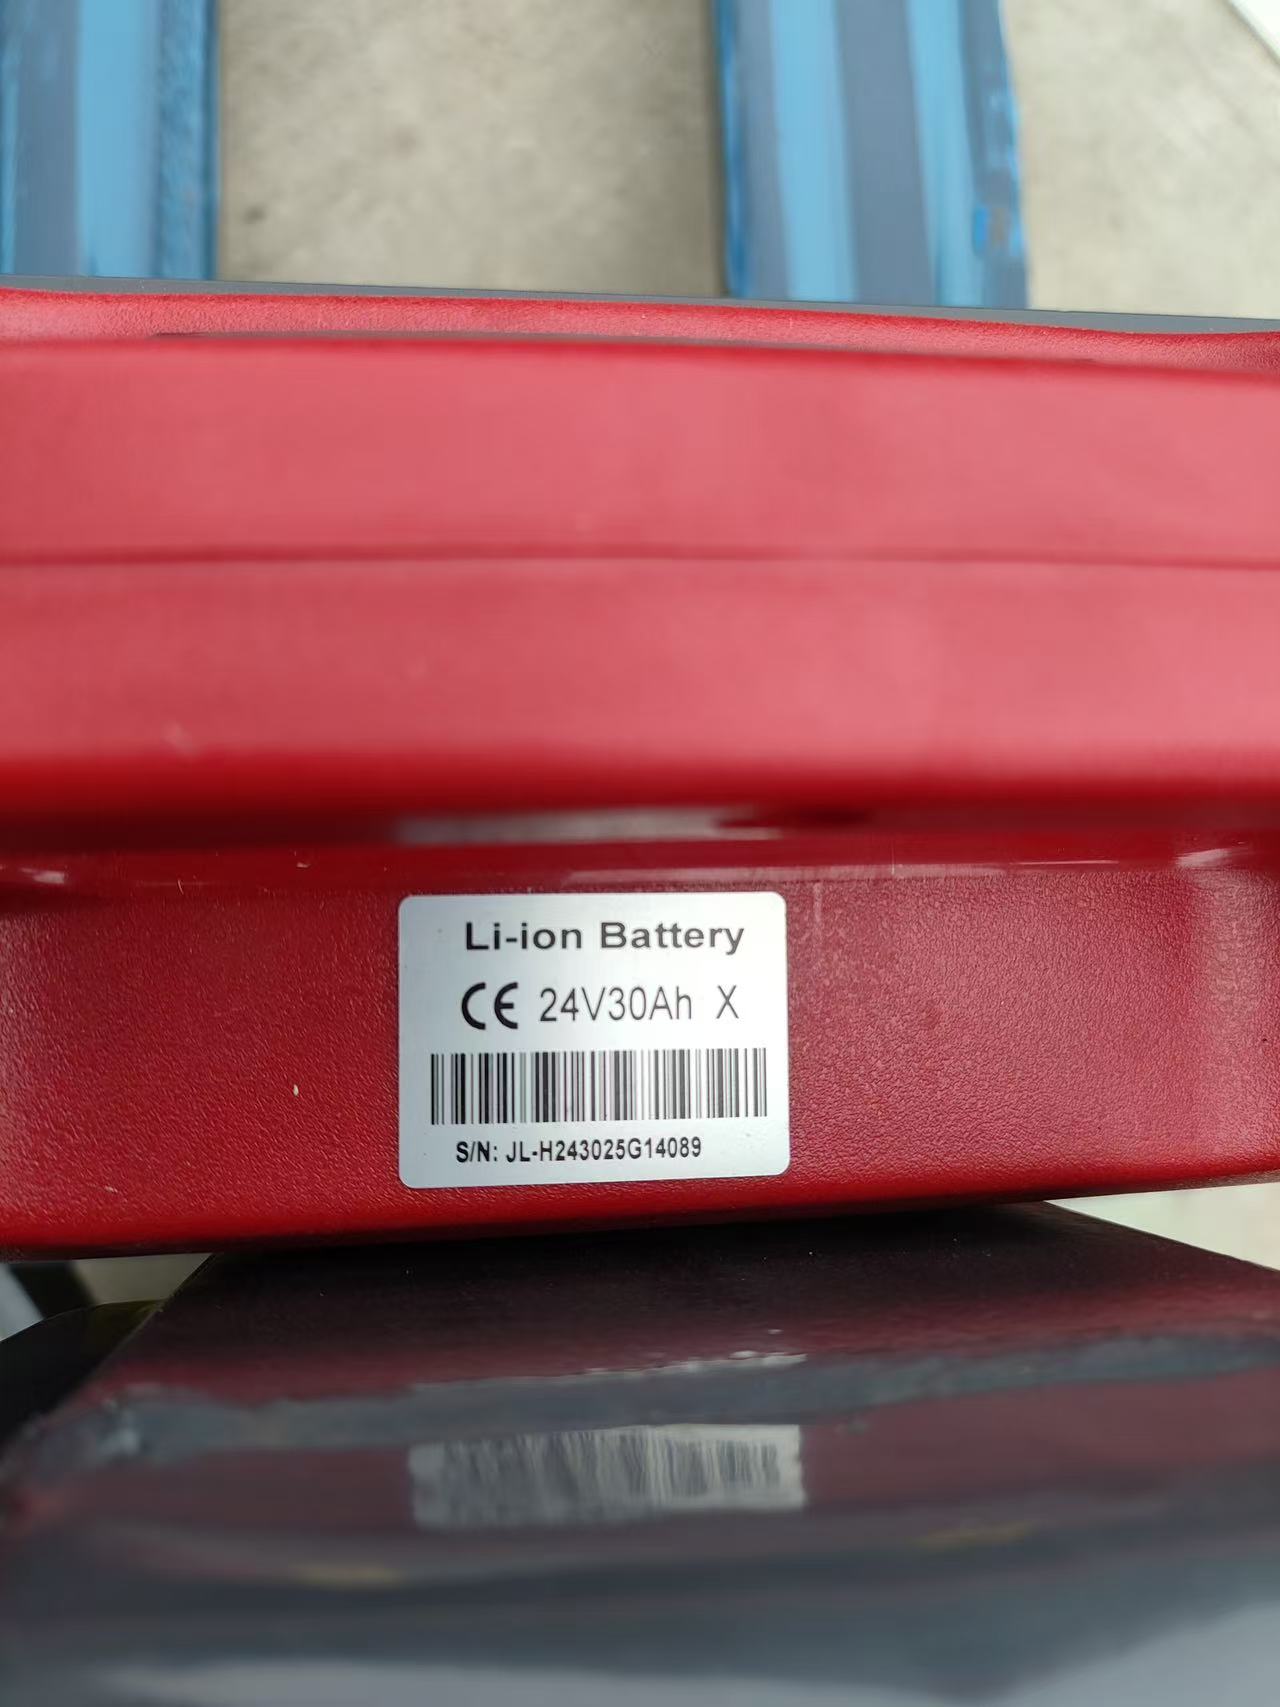 Li-ion Battery
CE 24V30Ah X
S/N: JL-H243025G14089